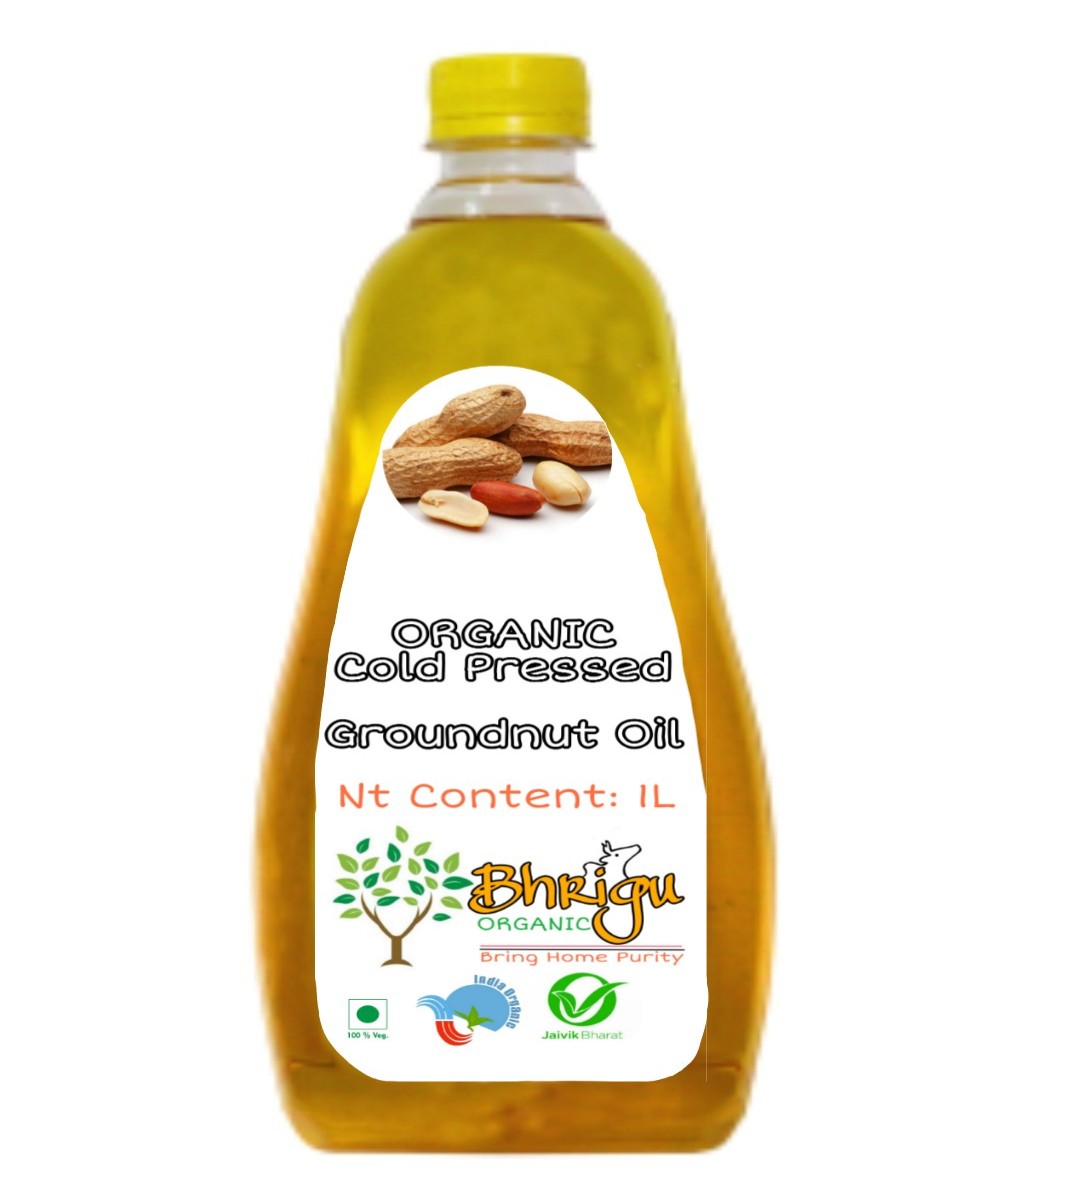 ORGANIC
Cold Pressed
Groundnut Oil
Nt Content: 1L
Bhrigu
ORGANIC
Bring Home Purity
India Organic
100 % Veg.
Jaivik Bharat